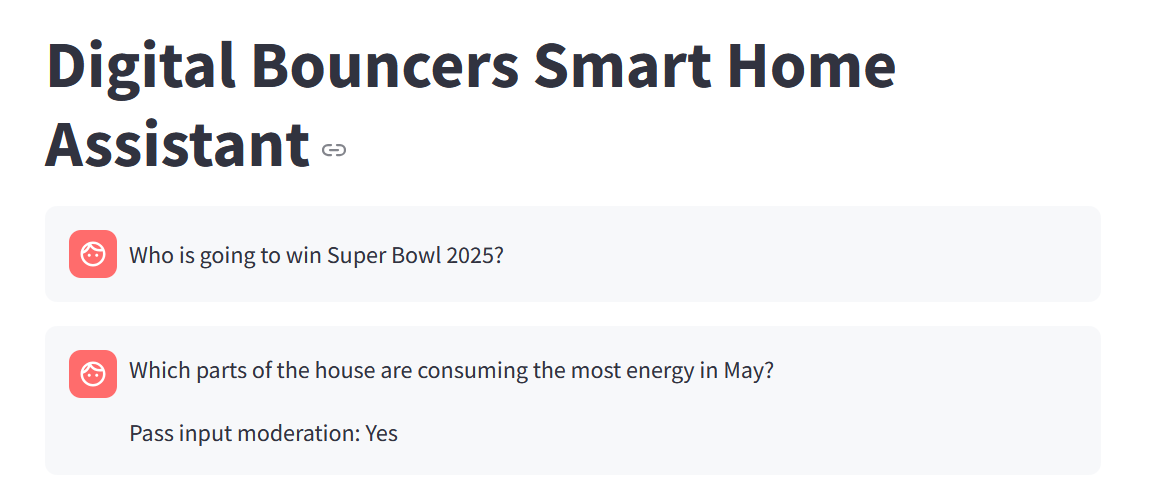 Digital Bouncers Smart Home
Assistant
Who is going to win Super Bowl 2025?
Which parts of the house are consuming the most energy in May?
Pass input moderation: Yes